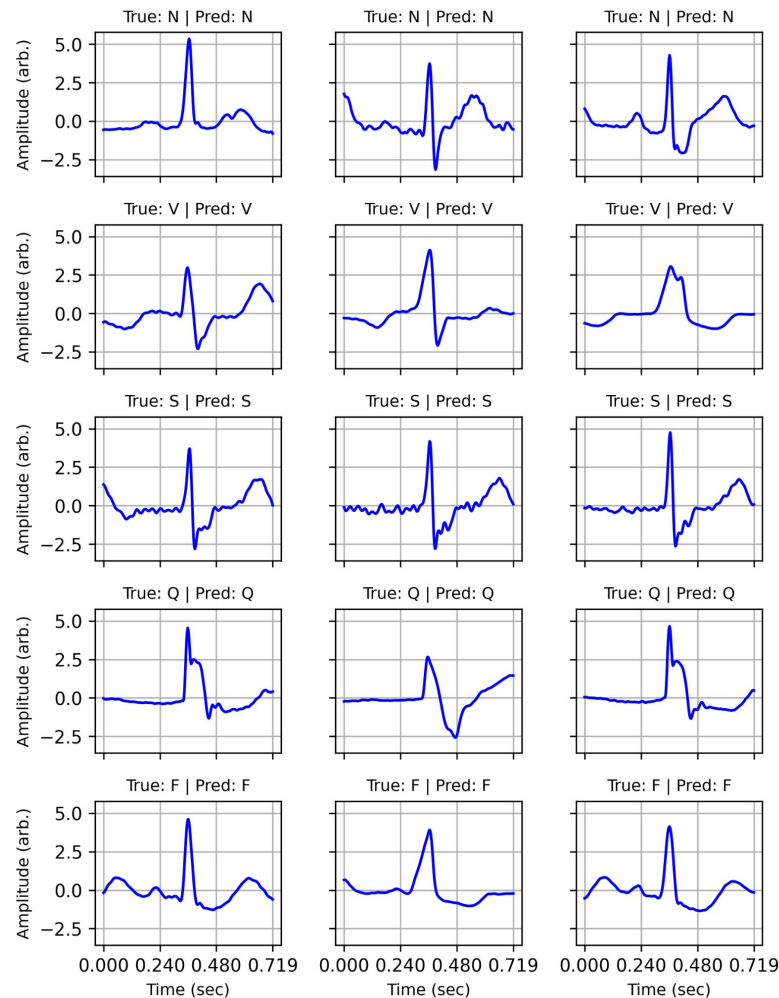 True: N | Pred: N
True: N | Pred: N
True: N | Pred: N
Amplitude (arb.)
5.0
2.5
0.0
−2.5
True: V | Pred: V
True: V | Pred: V
True: V | Pred: V
Amplitude (arb.)
5.0
2.5
0.0
−2.5
True: S | Pred: S
True: S | Pred: S
True: S | Pred: S
Amplitude (arb.)
5.0
2.5
0.0
−2.5
True: Q | Pred: Q
True: Q | Pred: Q
True: Q | Pred: Q
Amplitude (arb.)
5.0
2.5
0.0
−2.5
True: F | Pred: F
True: F | Pred: F
True: F | Pred: F
Amplitude (arb.)
5.0
2.5
0.0
−2.5
0.000 0.240 0.480 0.719
0.000 0.240 0.480 0.719
0.000 0.240 0.480 0.719
Time (sec)
Time (sec)
Time (sec)